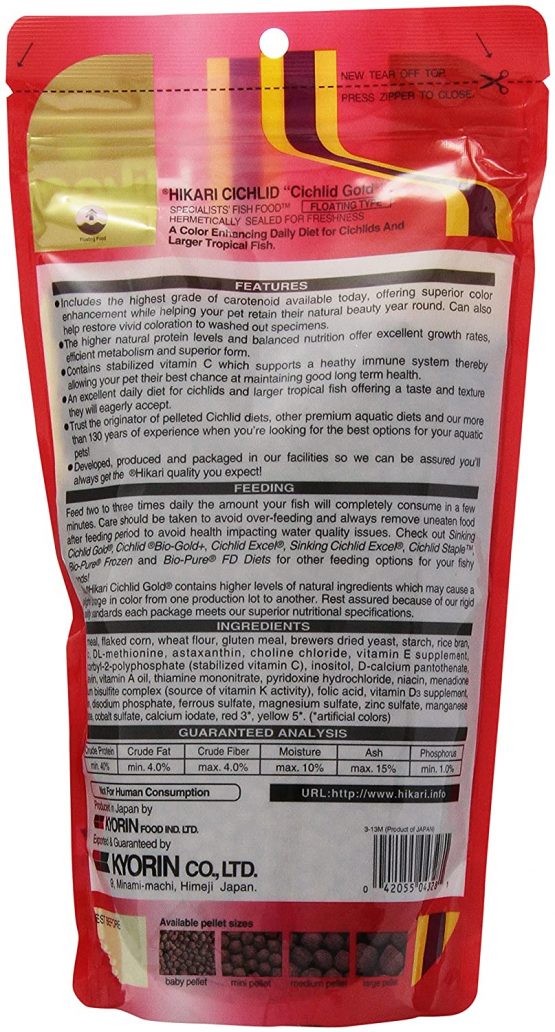 NEW TEAR OFF TOP
PRESS ZIPPER TO CLOSE
®HIKARI CICHLID "Cichlid Gold
SPECIALISTS' FISH FOOD™ FLOATING TYPE
HERMETICALLY SEALED FOR FRESHNESS
A Color Enhancing Daily Diet for Cichlids And
Larger Tropical Fish.
Floating Food
FEATURES
●Includes the highest grade of carotenoid available today, offering superior color
enhancement while helping your pet retain their natural beauty year round. Can also
help restore vivid coloration to washed out specimens.
●The higher natural protein levels and balanced nutrition offer excellent growth rates,
efficient metabolism and superior form.
●Contains stabilized vitamin C which supports a heathy immune system thereby
allowing your pet their best chance at maintaining good long term health.
●An excellent daily diet for cichlids and larger tropical fish offering a taste and texture
they will eagerly accept.
●Trust the originator of pelleted Cichlid diets, other premium aquatic diets and our more
than 130 years of experience when you're looking for the best options for your aquatic
pets!
●Developed, produced and packaged in our facilities so we can be assured you'll
always get the ®Hikari quality you expect!
FEEDING
Feed two to three times daily the amount your fish will completely consume in a few
minutes. Care should be taken to avoid over-feeding and always remove uneaten food
after feeding period to avoid health impacting water quality issues. Check out Sinking
Cichlid Gold®, Cichlid ®Bio-Gold+, Cichlid Excel®, Sinking Cichlid Excel®, Cichlid Staple™
Bio-Pure® Frozen and Bio-Pure® FD Diets for other feeding options for your fishy
Hikari Cichlid Gold® contains higher levels of natural ingredients which may cause a
in color from one production lot to another. Rest assured because of our rigid
each package meets our superior nutritional specifications.
INGREDIENTS
meal, flaked corn, wheat flour, gluten meal, brewers dried yeast, starch, rice bran,
DL-methionine, astaxanthin, choline chloride, vitamin E supplement,
(stabilized vitamin C), inositol, D-calcium pantothenate,
vitamin A oil, thiamine mononitrate, pyridoxine hydrochloride, niacin, menadione
bisulfite complex (source of vitamin K activity), folic acid, vitamin D3 supplement,
disodium phosphate, ferrous sulfate, magnesium sulfate, zinc sulfate, manganese
cobalt sulfate, calcium iodate, red 3*, yellow 5*. (*artificial colors)
GUARANTEED ANALYSIS
Crude Protein Crude Fat Crude Fiber Moisture Ash Phosphorus
min. 40% min. 4.0% max. 4.0% max. 10% max. 15% min. 1.0%
Not For Human Consumption
URL:http://www.hikari.info
Produced in Japan by
KYORIN FOOD IND. LTD.
Exported & Guaranteed by
KYORIN CO., LTD.
9, Minami-machi, Himeji Japan.
3-13M (Product of JAPAN)
0 42055 04328 1
BEST BEFORE
Available pellet sizes
baby pellet mini pellet medium pellet large pellet